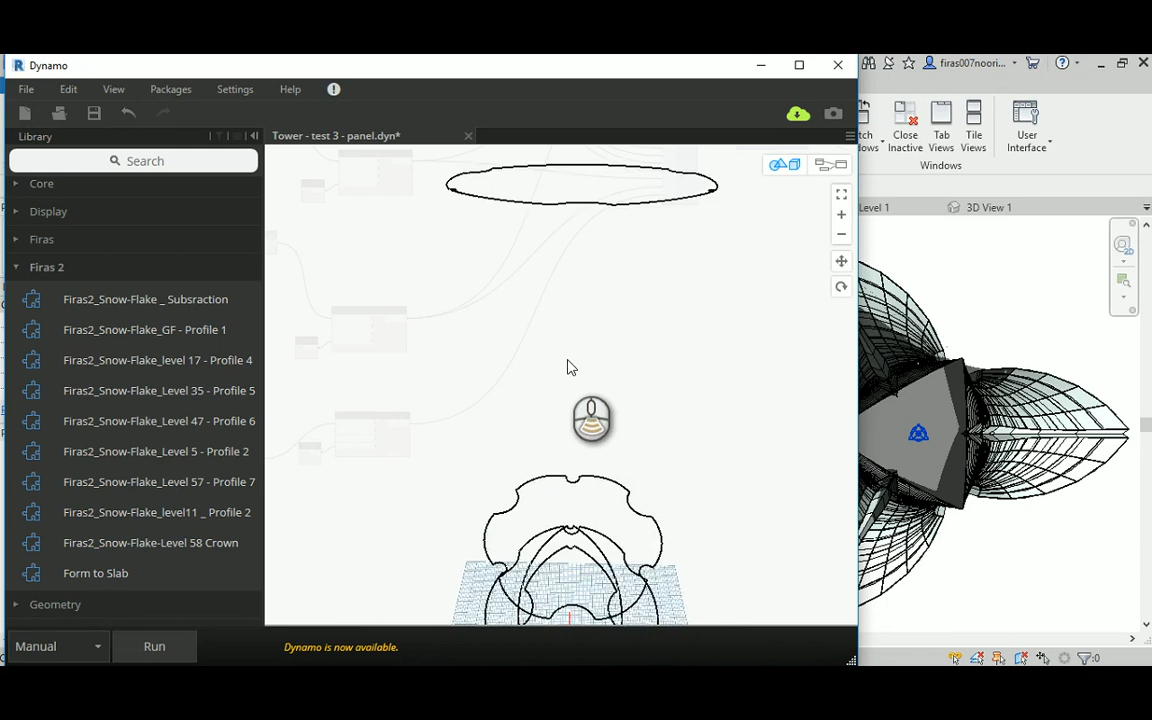 Dynamo
File Edit View Packages Settings Help
Library
Tower - test 3 - panel.dyn*
Search
Core
Display
Firas
Firas 2
Firas2_Snow-Flake _ Subsraction
Firas2_Snow-Flake_GF - Profile 1
Firas2_Snow-Flake_level 17 - Profile 4
Firas2_Snow-Flake_Level 35 - Profile 5
Firas2_Snow-Flake_Level 47 - Profile 6
Firas2_Snow-Flake_Level 5 - Profile 2
Firas2_Snow-Flake_Level 57 - Profile 7
Firas2_Snow-Flake_level11 _ Profile 2
Firas2_Snow-Flake-Level 58 Crown
Form to Slab
Geometry
Manual
Run
Dynamo is now available.
firas007noori...
Close Tab Tile User
Inactive Views Views Interface
Windows
Level 1
3D View 1
2D
:0